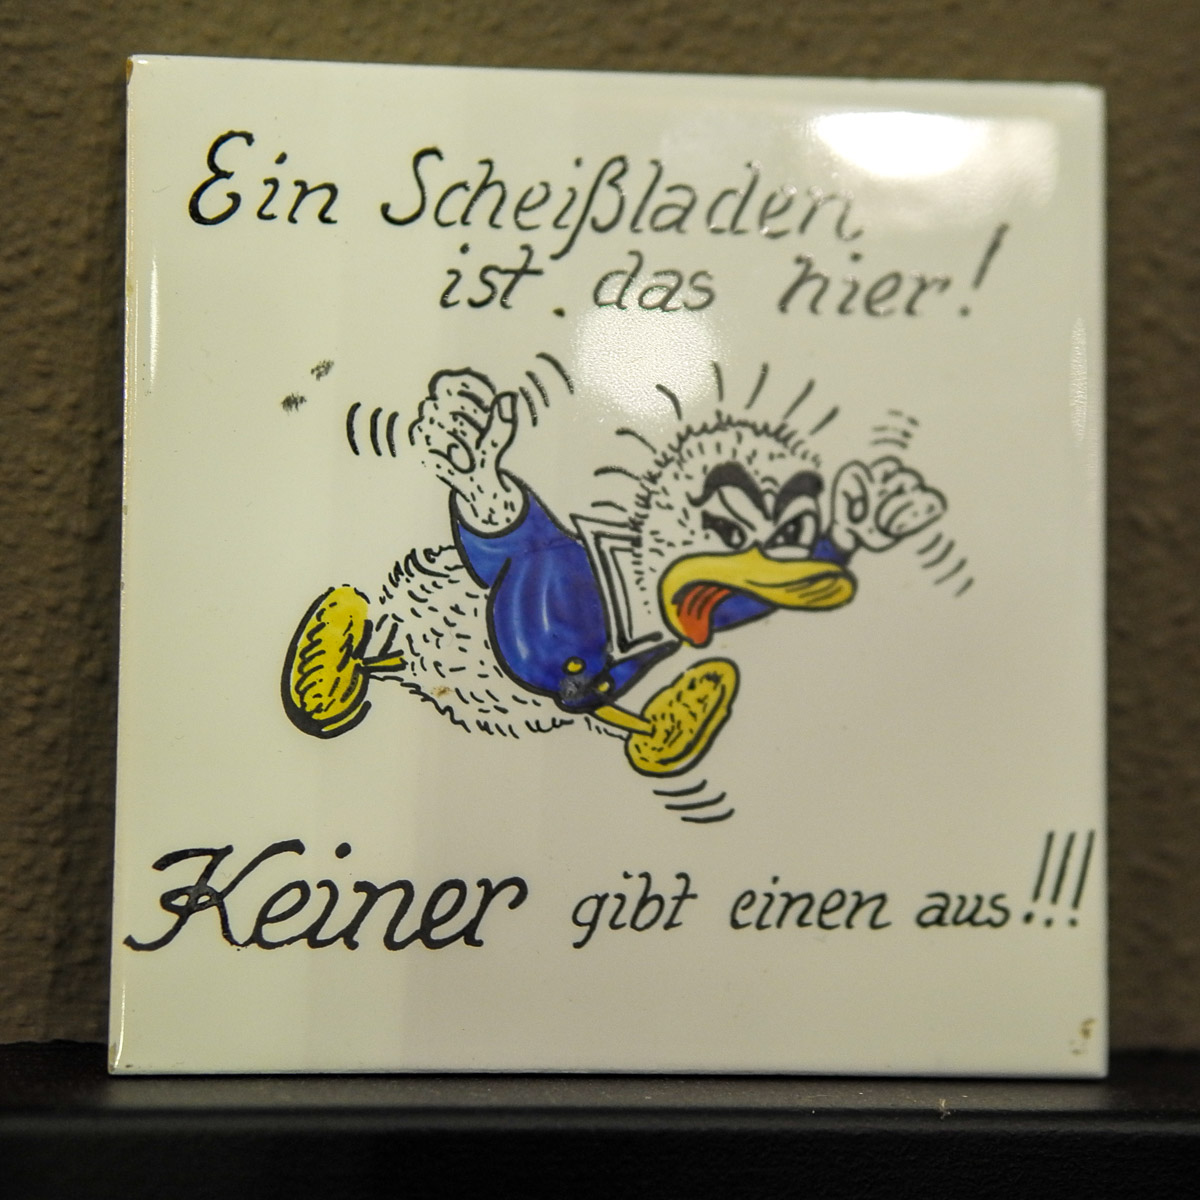 Ein Scheißladen
ist das hier!
Keiner gibt einen aus!!!